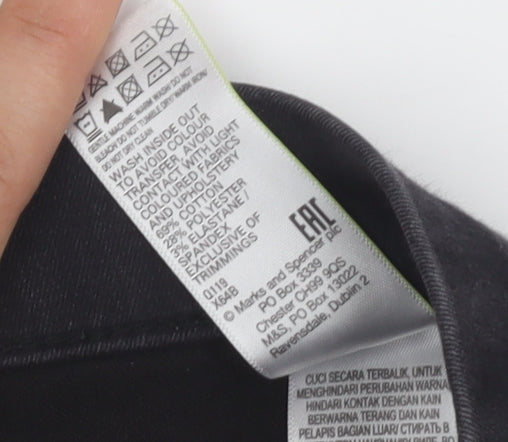 GENTLE MACHINE WARM WASH/ DO NOT
BLEACH/ DO NOT TUMBLE DRY/ WARM IRON/
DO NOT DRY CLEAN
WASH INSIDE OUT
TO AVOID COLOUR
TRANSFER. AVOID
CONTACT WITH LIGHT
COLOURED FABRICS
AND UPHOLSTERY
69% COTTON
28% POLYESTER
3% ELASTANE /
SPANDEX
EXCLUSIVE OF
TRIMMINGS
Q119
X64B
EAC
© Marks and Spencer plc
PO Box 3339
Chester CH99 9QS
M&S, PO Box 13022
Ravensdale, Dublin 2
CUCI SECARA TERBALIK, UNTUK
MENGHINDARI PERUBAHAN WARNA
HINDARI KONTAK DENGAN KAIN
BERWARNA TERANG DAN KAIN
PELAPIS BAGIAN LUAR/ СТИРАТЬ В